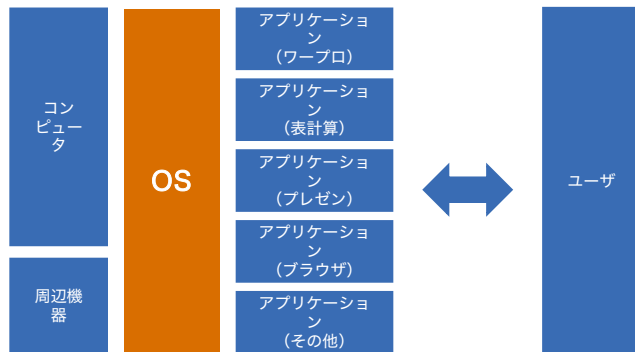 コン
ピュー
タ
周辺機
器
OS
アプリケーショ
ン
（ワープロ）
アプリケーショ
ン
（表計算）
アプリケーショ
ン
（プレゼン）
アプリケーショ
ン
（ブラウザ）
アプリケーショ
ン
（その他）
ユーザ